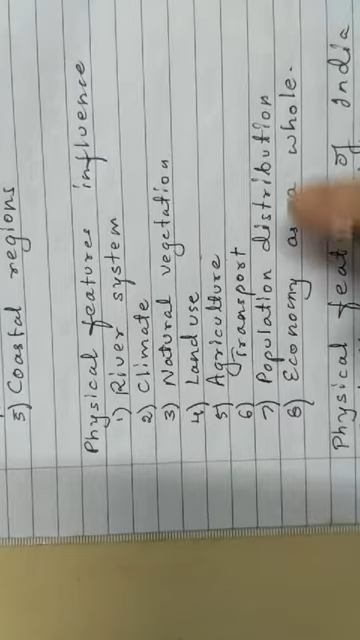 5) Coastal regions
Physical features influence
1) River system
2) Climate
3) Natural vegetation
4) Land use
5) Agriculture
6) Transport
7) Population distribution
8) Economy as a whole.
Physical of India